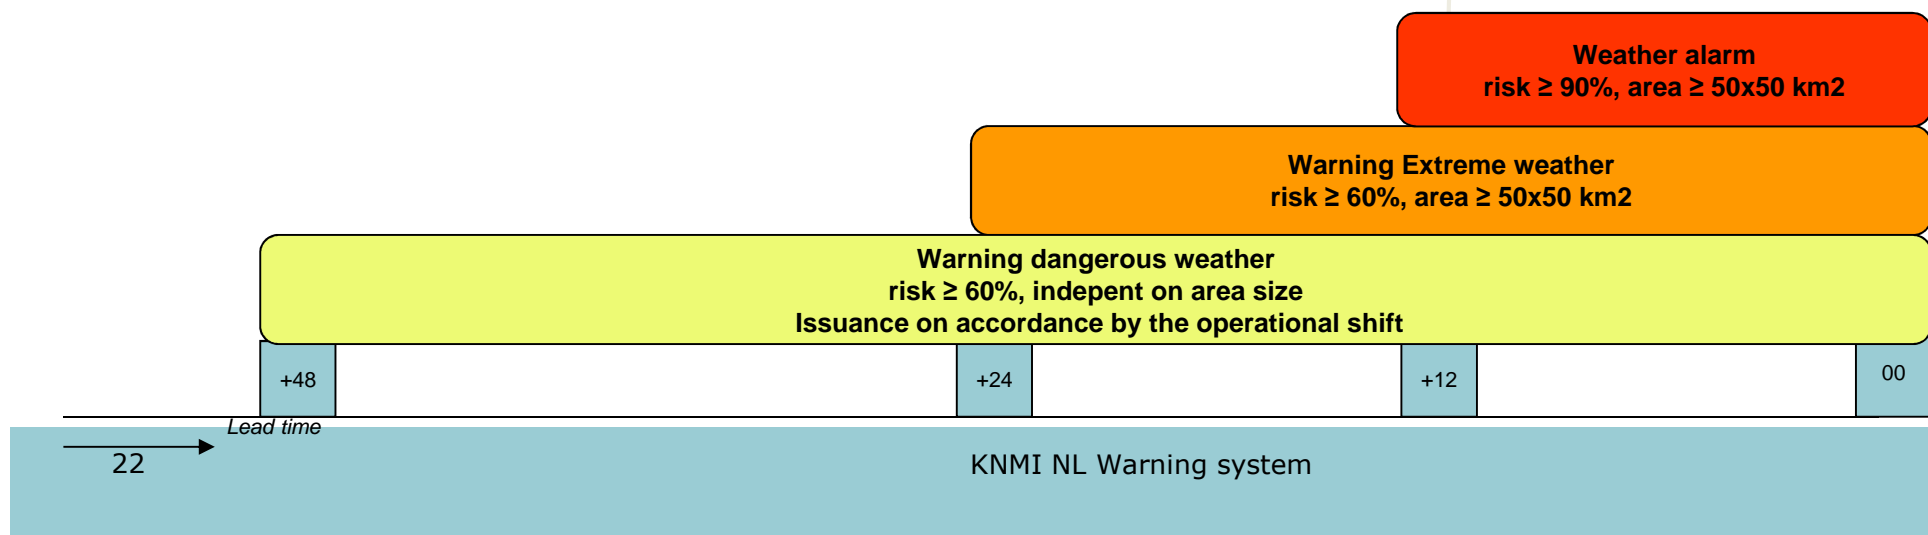 Weather alarm
risk ≥ 90%, area ≥ 50x50 km2
Warning Extreme weather
risk ≥ 60%, area ≥ 50x50 km2
Warning dangerous weather
risk ≥ 60%, indepent on area size
Issuance on accordance by the operational shift
+48
+24
+12
00
Lead time
22
KNMI NL Warning system